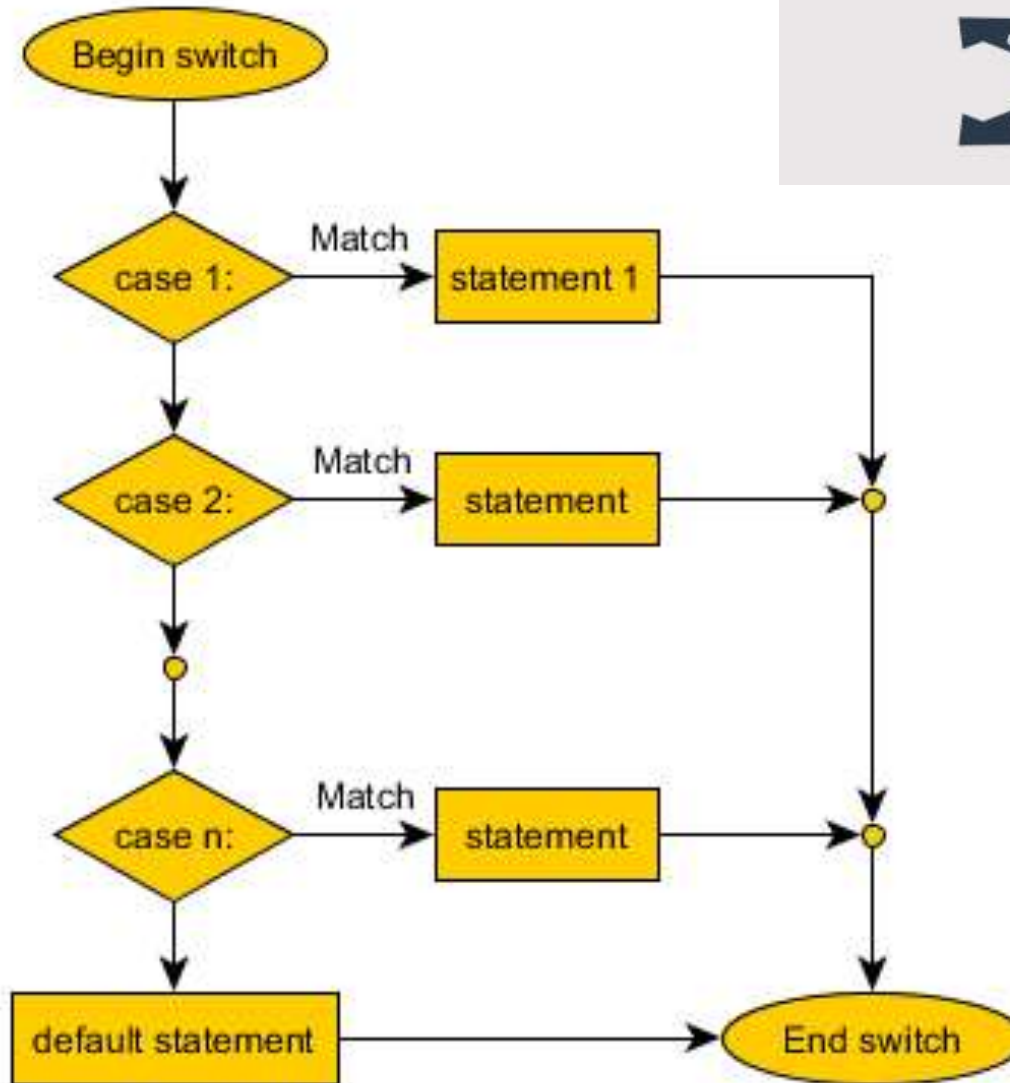 Begin switch
case 1:
Match
statement 1
case 2:
Match
statement
case n:
Match
statement
default statement
End switch